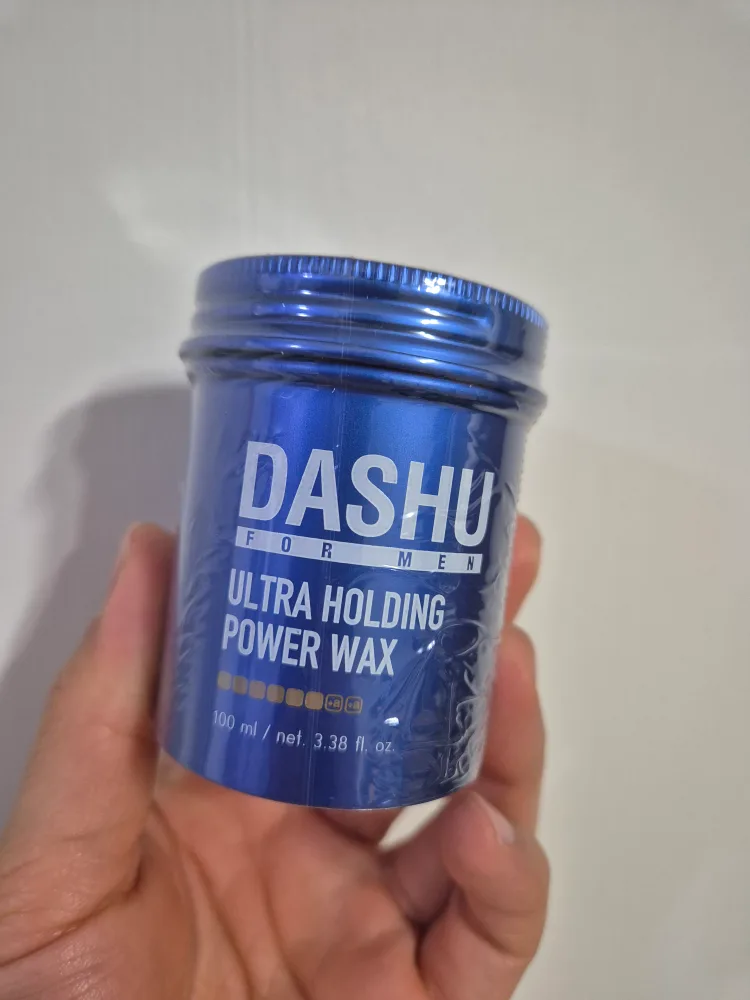 DASHU
FOR MEN
ULTRA HOLDING
POWER WAX
+a +a
100 ml / net. 3.38 fl. oz.